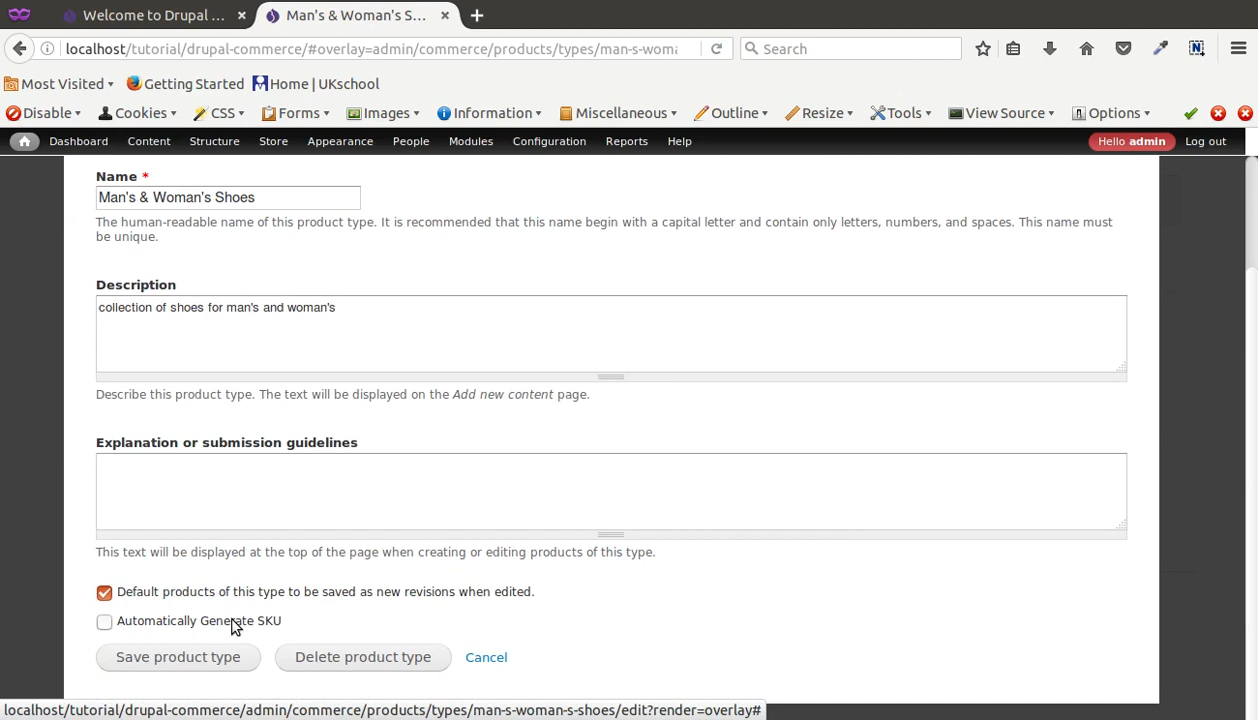 Welcome to Drupal ...
Man's & Woman's S...
localhost/tutorial/drupal-commerce/#overlay=admin/commerce/products/types/man-s-woma
Search
Most Visited
Getting Started
Home | UKschool
Disable
Cookies
CSS
Forms
Images
Information
Miscellaneous
Outline
Resize
Tools
View Source
Options
Dashboard
Content
Structure
Store
Appearance
People
Modules
Configuration
Reports
Help
Hello admin
Log out
Name *
Man's & Woman's Shoes
The human-readable name of this product type. It is recommended that this name begin with a capital letter and contain only letters, numbers, and spaces. This name must
be unique.
Description
collection of shoes for man's and woman's
Describe this product type. The text will be displayed on the Add new content page.
Explanation or submission guidelines
This text will be displayed at the top of the page when creating or editing products of this type.
Default products of this type to be saved as new revisions when edited.
Automatically Generate SKU
Save product type
Delete product type
Cancel
localhost/tutorial/drupal-commerce/admin/commerce/products/types/man-s-woman-s-shoes/edit?render=overlay#